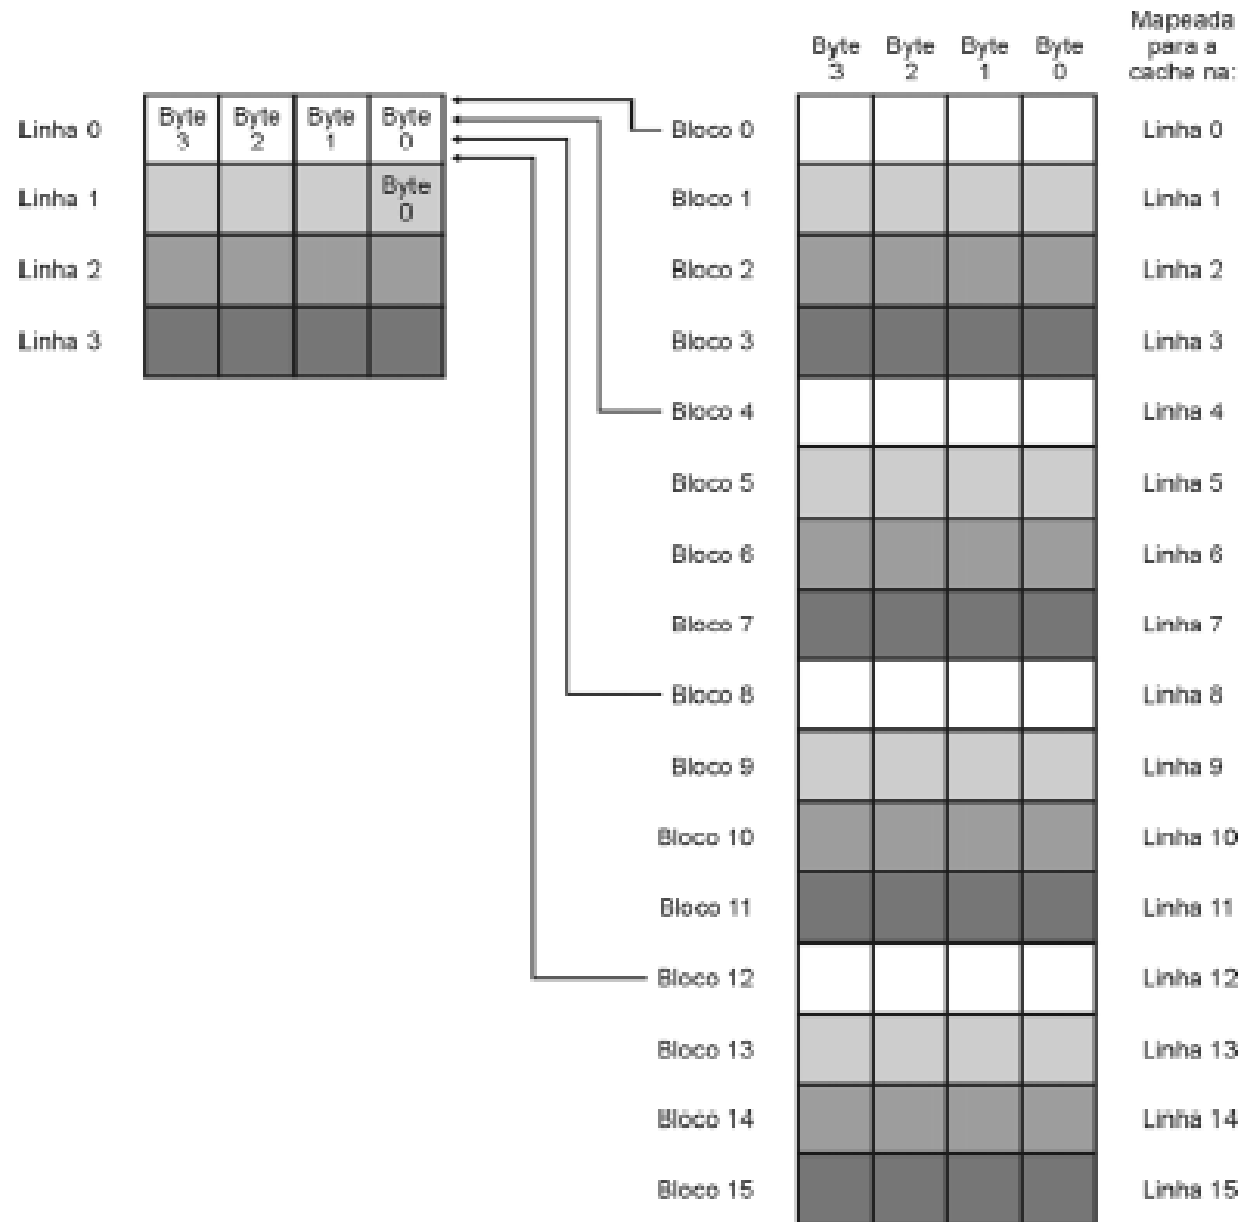 Mapeada
para a
cache na:
Byte 3 Byte 2 Byte 1 Byte 0
Linha 0 Byte 3 Byte 2 Byte 1 Byte 0 Bloco 0 Linha 0
Linha 1 Byte 0 Bloco 1 Linha 1
Linha 2 Bloco 2 Linha 2
Linha 3 Bloco 3 Linha 3
Bloco 4 Linha 4
Bloco 5 Linha 5
Bloco 6 Linha 6
Bloco 7 Linha 7
Bloco 8 Linha 8
Bloco 9 Linha 9
Bloco 10 Linha 10
Bloco 11 Linha 11
Bloco 12 Linha 12
Bloco 13 Linha 13
Bloco 14 Linha 14
Bloco 15 Linha 15